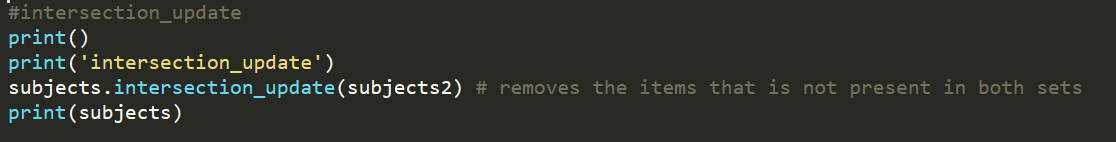 #intersection_update
print()
print('intersection_update')
subjects.intersection_update(subjects2) # removes the items that is not present in both sets
print(subjects)